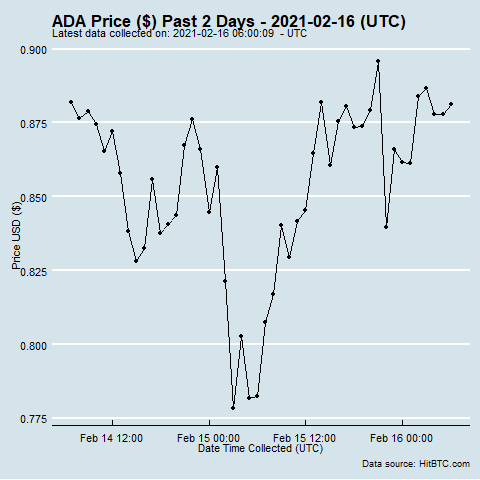 ADA Price ($) Past 2 Days - 2021-02-16 (UTC)
Latest data collected on: 2021-02-16 06:00:09 - UTC
0.900
0.875
0.850
0.825
0.800
0.775
Price USD ($)
Feb 14 12:00 Feb 15 00:00 Feb 15 12:00 Feb 16 00:00
Date Time Collected (UTC)
Data source: HitBTC.com